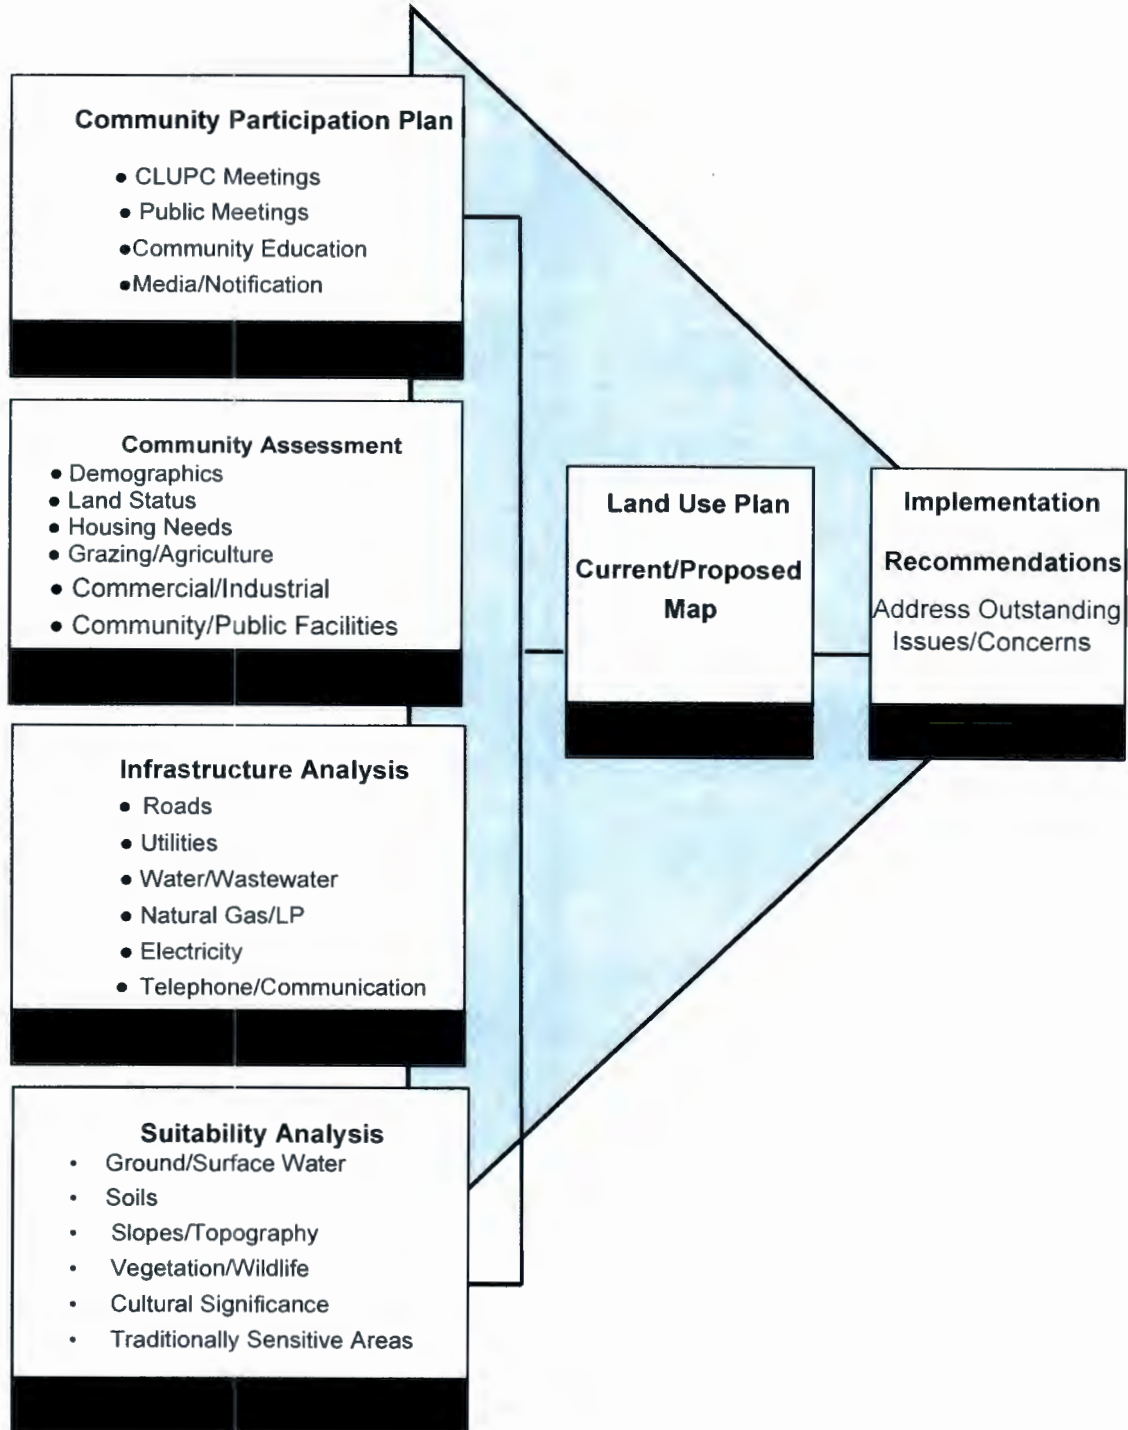 Community Participation Plan
● CLUPC Meetings
● Public Meetings
●Community Education
●Media/Notification
Community Assessment
● Demographics
● Land Status
● Housing Needs
● Grazing/Agriculture
● Commercial/Industrial
● Community/Public Facilities
Land Use Plan
Current/Proposed
Map
Implementation
Recommendations
Address Outstanding
Issues/Concerns
Infrastructure Analysis
● Roads
● Utilities
● Water/Wastewater
● Natural Gas/LP
● Electricity
● Telephone/Communication
Suitability Analysis
• Ground/Surface Water
• Soils
• Slopes/Topography
• Vegetation/Wildlife
• Cultural Significance
• Traditionally Sensitive Areas